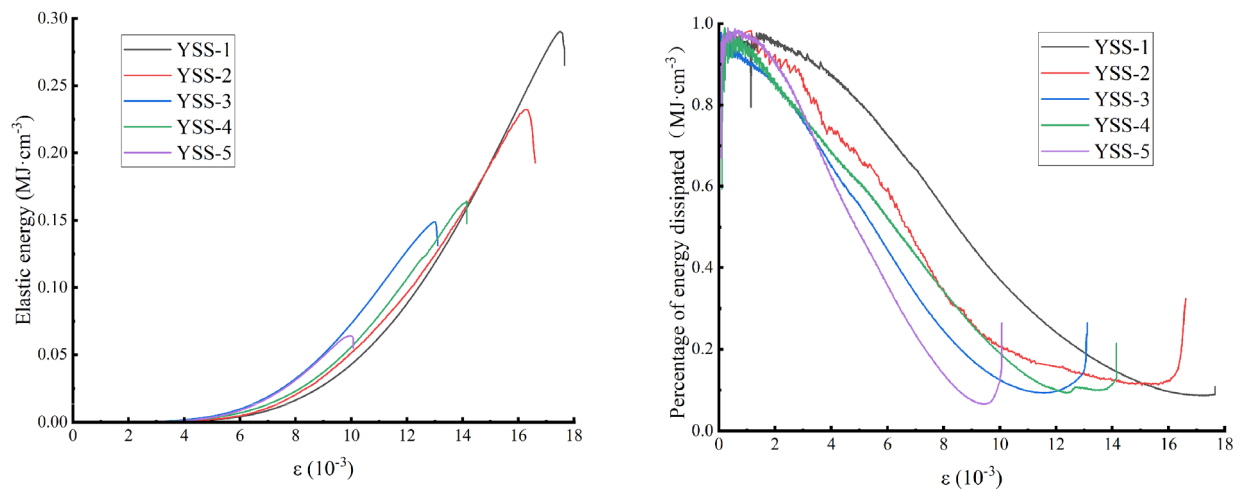 Elastic energy (MJ·cm⁻³)
0.30
0.25
0.20
0.15
0.10
0.05
0.00
YSS-1
YSS-2
YSS-3
YSS-4
YSS-5
0 2 4 6 8 10 12 14 16 18
ε (10⁻³)
Percentage of energy dissipated (MJ·cm⁻³)
1.0
0.8
0.6
0.4
0.2
0.0
YSS-1
YSS-2
YSS-3
YSS-4
YSS-5
0 2 4 6 8 10 12 14 16 18
ε (10⁻³)